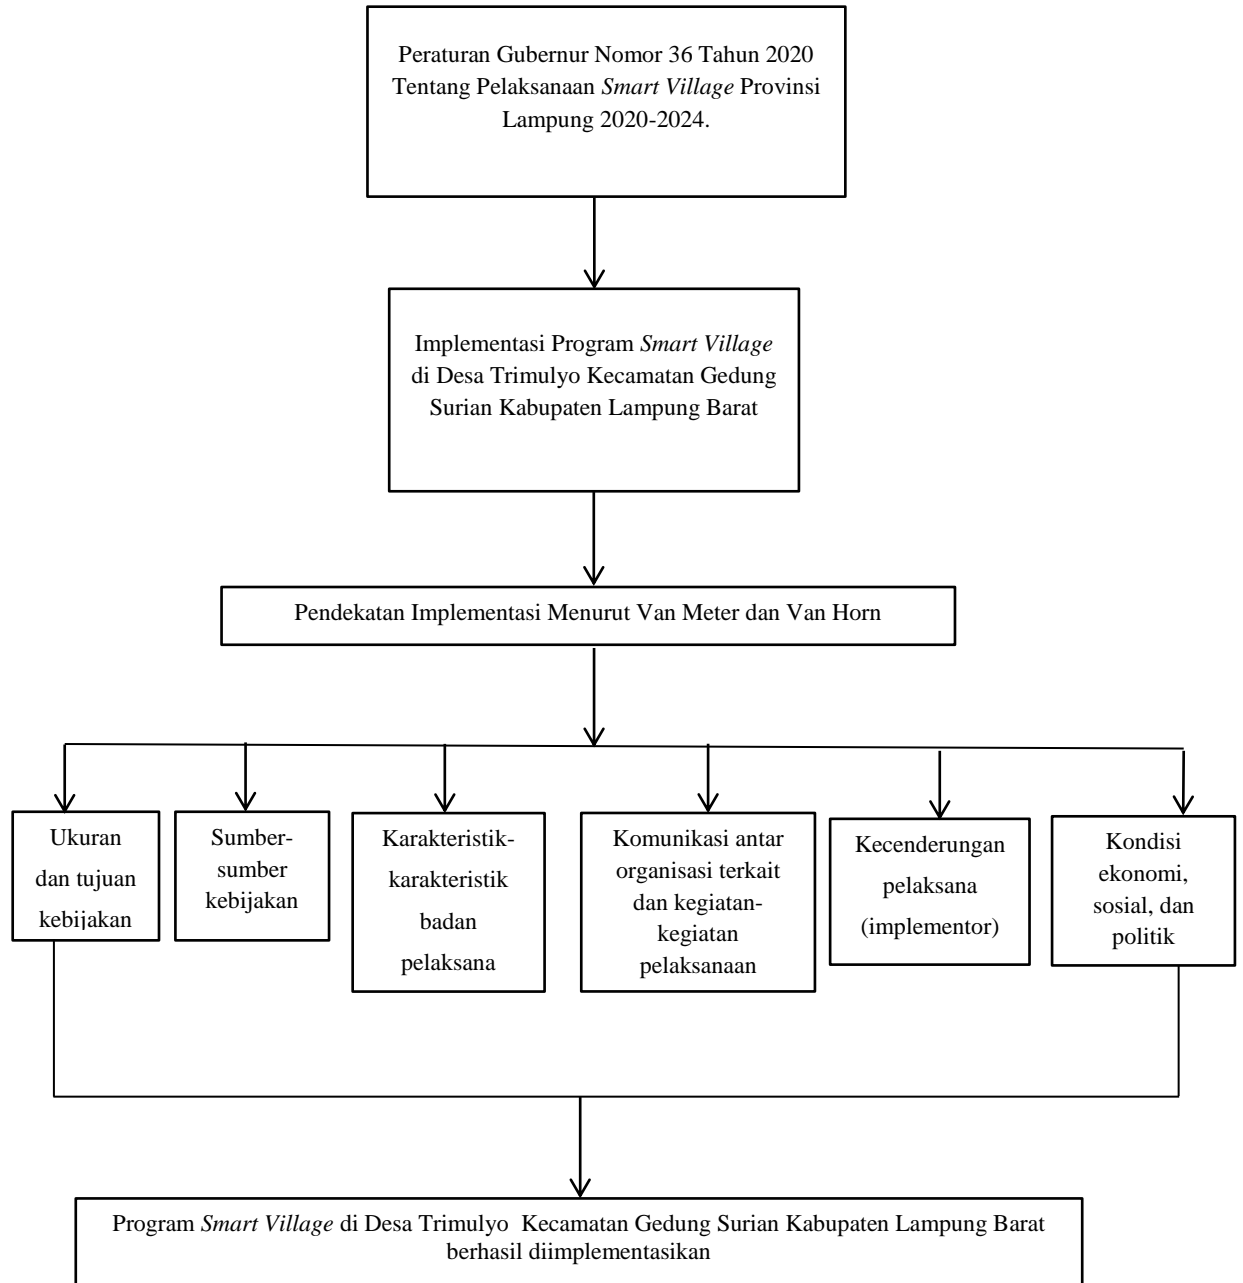 Peraturan Gubernur Nomor 36 Tahun 2020
Tentang Pelaksanaan Smart Village Provinsi
Lampung 2020-2024.
Implementasi Program Smart Village
di Desa Trimulyo Kecamatan Gedung
Surian Kabupaten Lampung Barat
Pendekatan Implementasi Menurut Van Meter dan Van Horn
Ukuran
dan tujuan
kebijakan
Sumber-
sumber
kebijakan
Karakteristik-
karakteristik
badan
pelaksana
Komunikasi antar
organisasi terkait
dan kegiatan-
kegiatan
pelaksanaan
Kecenderungan
pelaksana
(implementor)
Kondisi
ekonomi,
sosial, dan
politik
Program Smart Village di Desa Trimulyo  Kecamatan Gedung Surian Kabupaten Lampung Barat
berhasil diimplementasikan